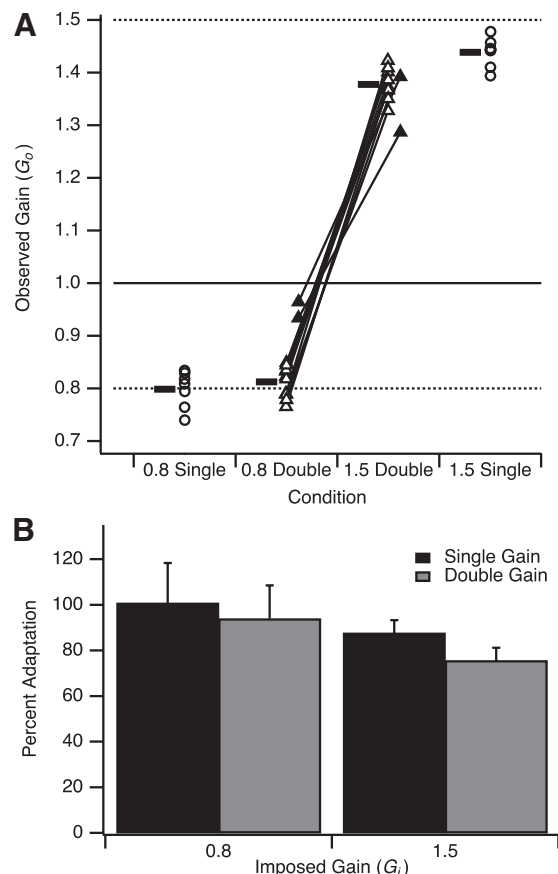 A
Observed Gain (Go)
1.5
1.4
1.3
1.2
1.1
1.0
0.9
0.8
0.7
0.8 Single 0.8 Double 1.5 Double 1.5 Single
Condition
B
Percent Adaptation
120
100
80
60
40
20
0
Single Gain
Double Gain
0.8 1.5
Imposed Gain (Gi)